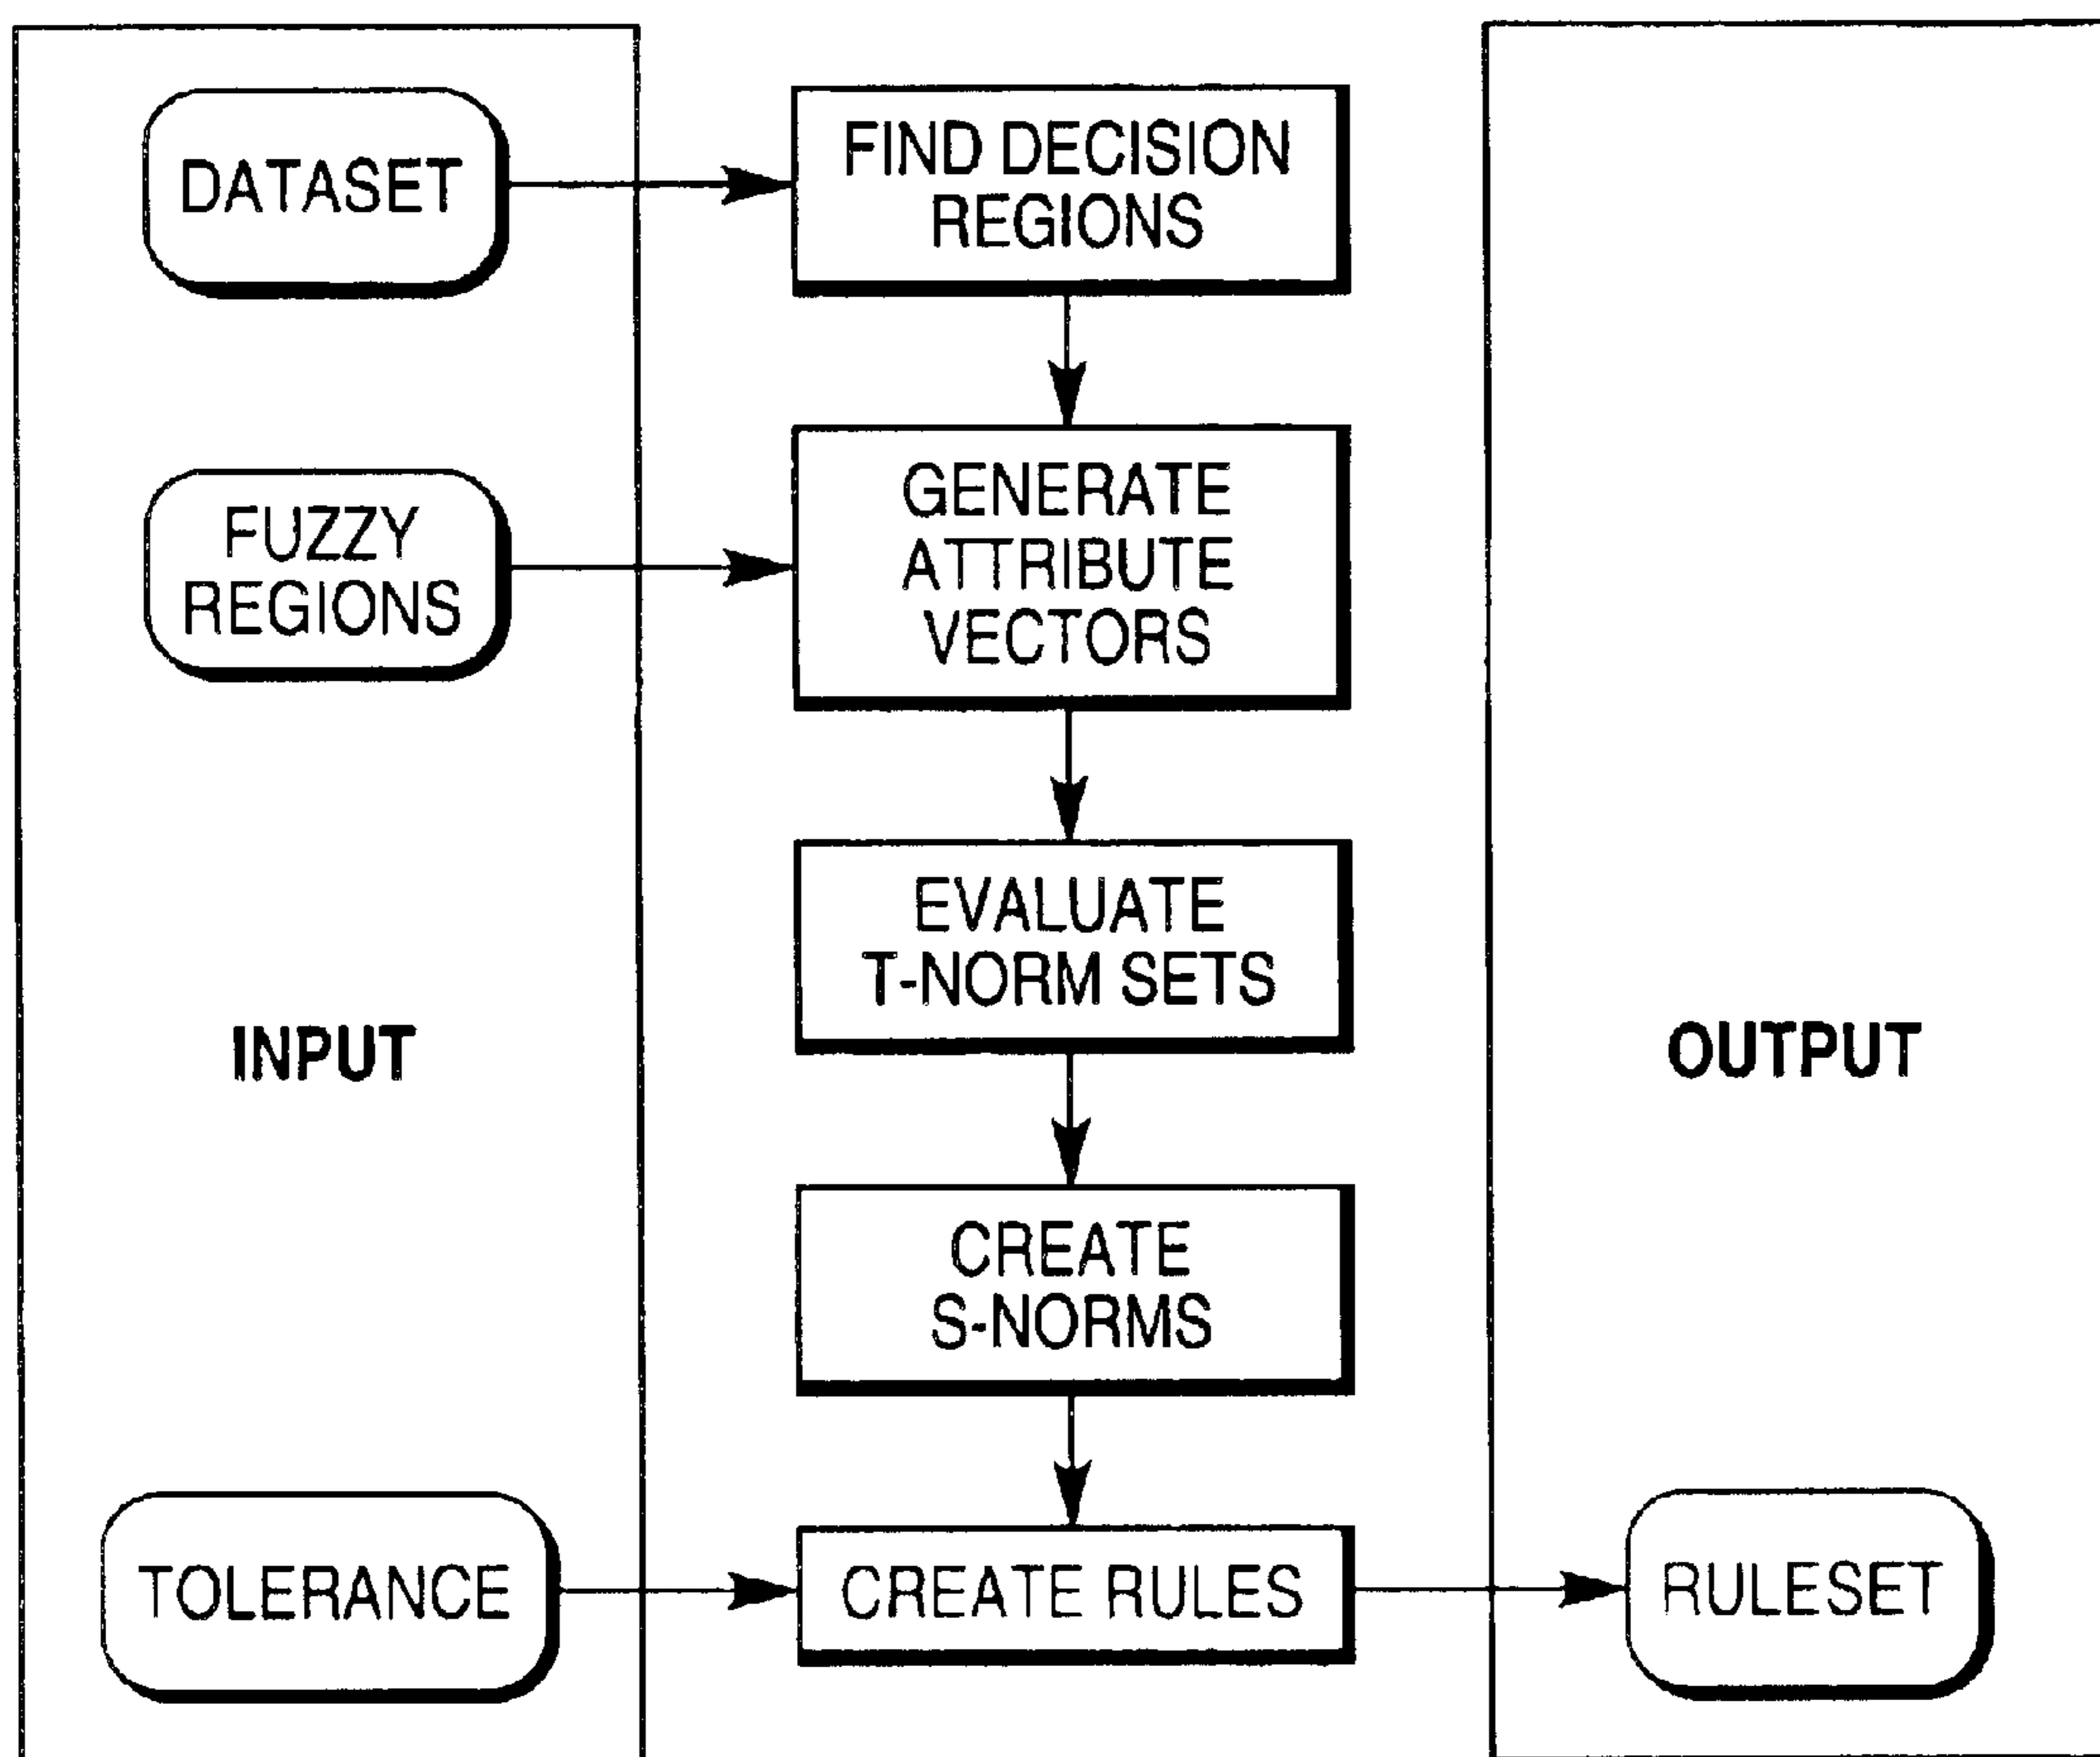 DATASET
FIND DECISION
REGIONS
FUZZY
REGIONS
GENERATE
ATTRIBUTE
VECTORS
EVALUATE
T-NORM SETS
INPUT
OUTPUT
CREATE
S-NORMS
TOLERANCE
CREATE RULES
RULESET